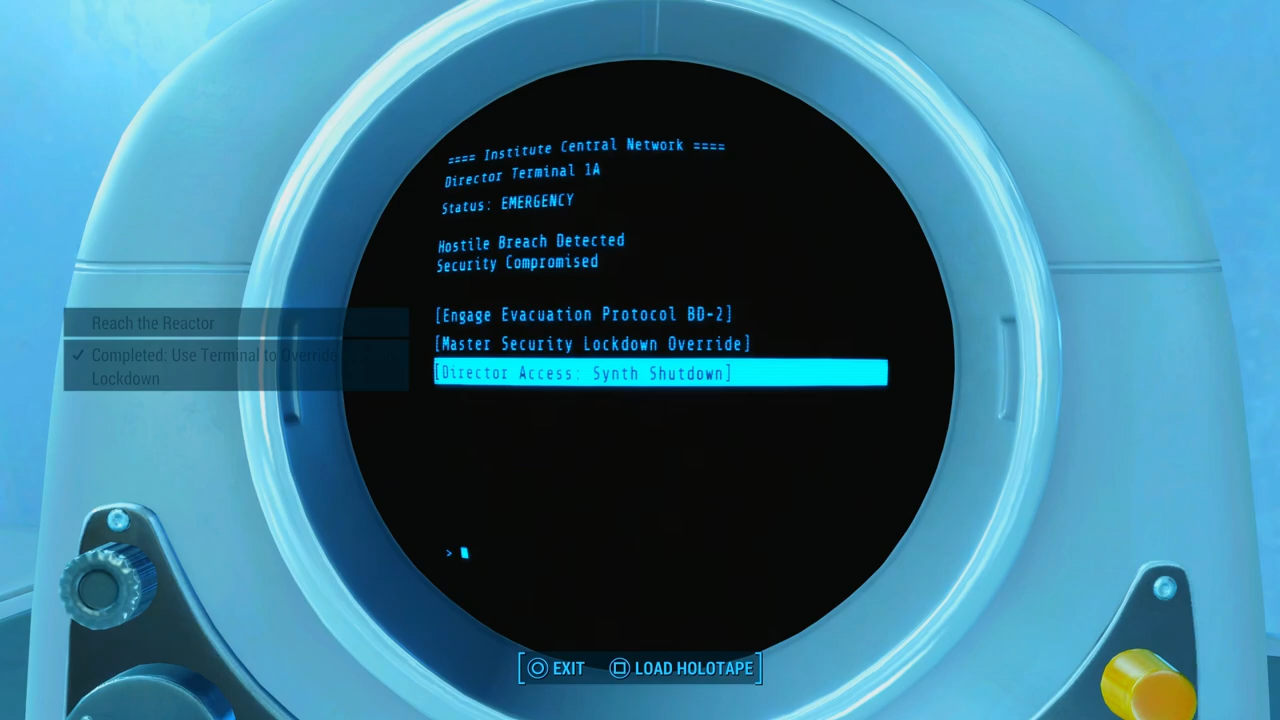 ==== Institute Central Network ====
Director Terminal 1A
Status: EMERGENCY
Hostile Breach Detected
Security Compromised
[Engage Evacuation Protocol BD-2]
[Master Security Lockdown Override]
[Director Access: Synth Shutdown]
Reach the Reactor
✓ Completed: Use Terminal to Override
Lockdown
>
EXIT LOAD HOLOTAPE